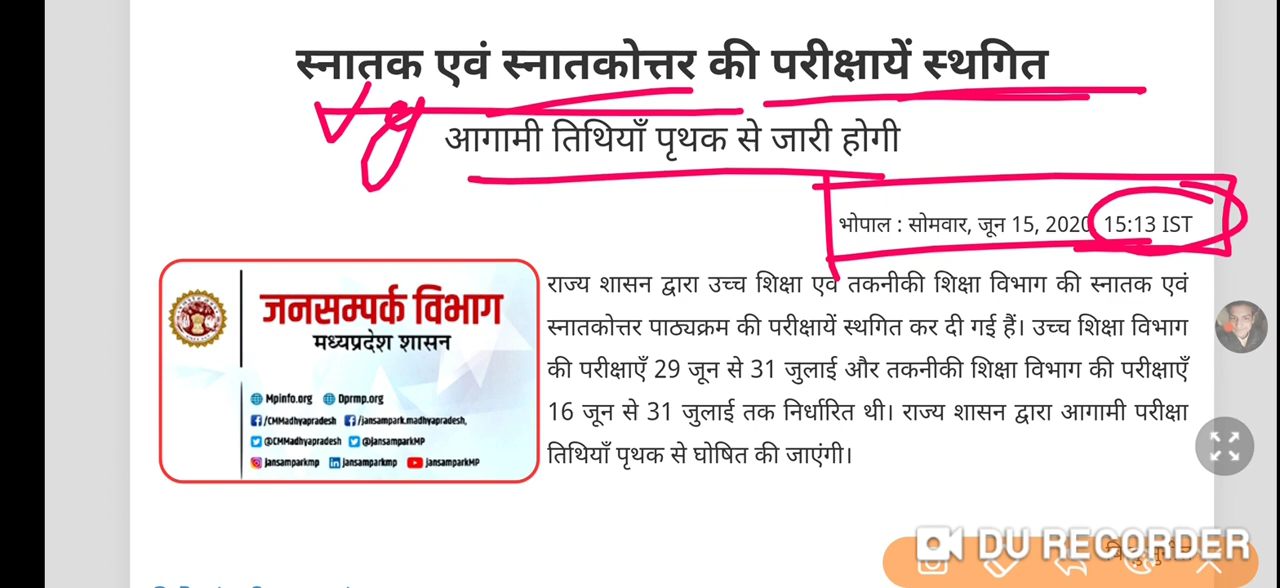 स्नातक एवं स्नातकोत्तर की परीक्षायें स्थगित
आगामी तिथियाँ पृथक से जारी होगी
भोपाल : सोमवार, जून 15, 2020, 15:13 IST
जनसम्पर्क विभाग
मध्यप्रदेश शासन
Mpinfo.org Dprmp.org
/CMMadhyapradesh /jansampark.madhyapradesh,
@CMMadhyapradesh @JansamparkMP
Jansamparkmp jansamparkmp JansamparkMP
राज्य शासन द्वारा उच्च शिक्षा एवं तकनीकी शिक्षा विभाग की स्नातक एवं
स्नातकोत्तर पाठ्यक्रम की परीक्षायें स्थगित कर दी गई हैं। उच्च शिक्षा विभाग
की परीक्षाएँ 29 जून से 31 जुलाई और तकनीकी शिक्षा विभाग की परीक्षाएँ
16 जून से 31 जुलाई तक निर्धारित थी। राज्य शासन द्वारा आगामी परीक्षा
तिथियाँ पृथक से घोषित की जाएंगी।
DU RECORDER